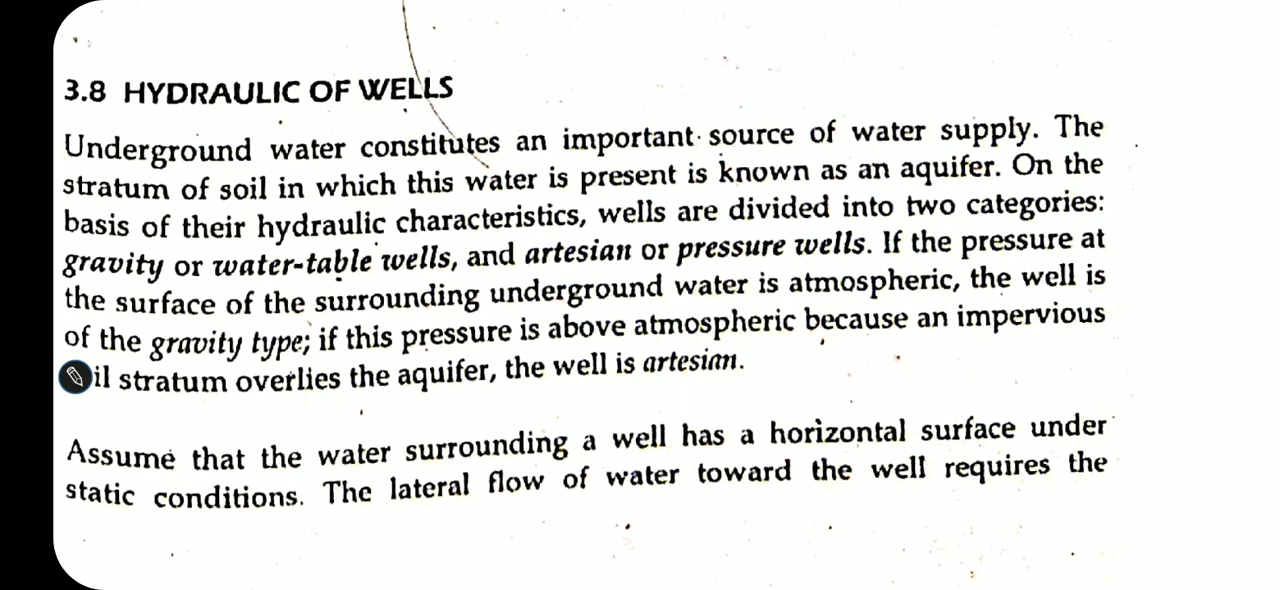 3.8 HYDRAULIC OF WELLS
Underground water constitutes an important source of water supply. The
stratum of soil in which this water is present is known as an aquifer. On the
basis of their hydraulic characteristics, wells are divided into two categories:
gravity or water-table wells, and artesian or pressure wells. If the pressure at
the surface of the surrounding underground water is atmospheric, the well is
of the gravity type; if this pressure is above atmospheric because an impervious
il stratum overlies the aquifer, the well is artesian.
Assume that the water surrounding a well has a horizontal surface under
static conditions. The lateral flow of water toward the well requires the